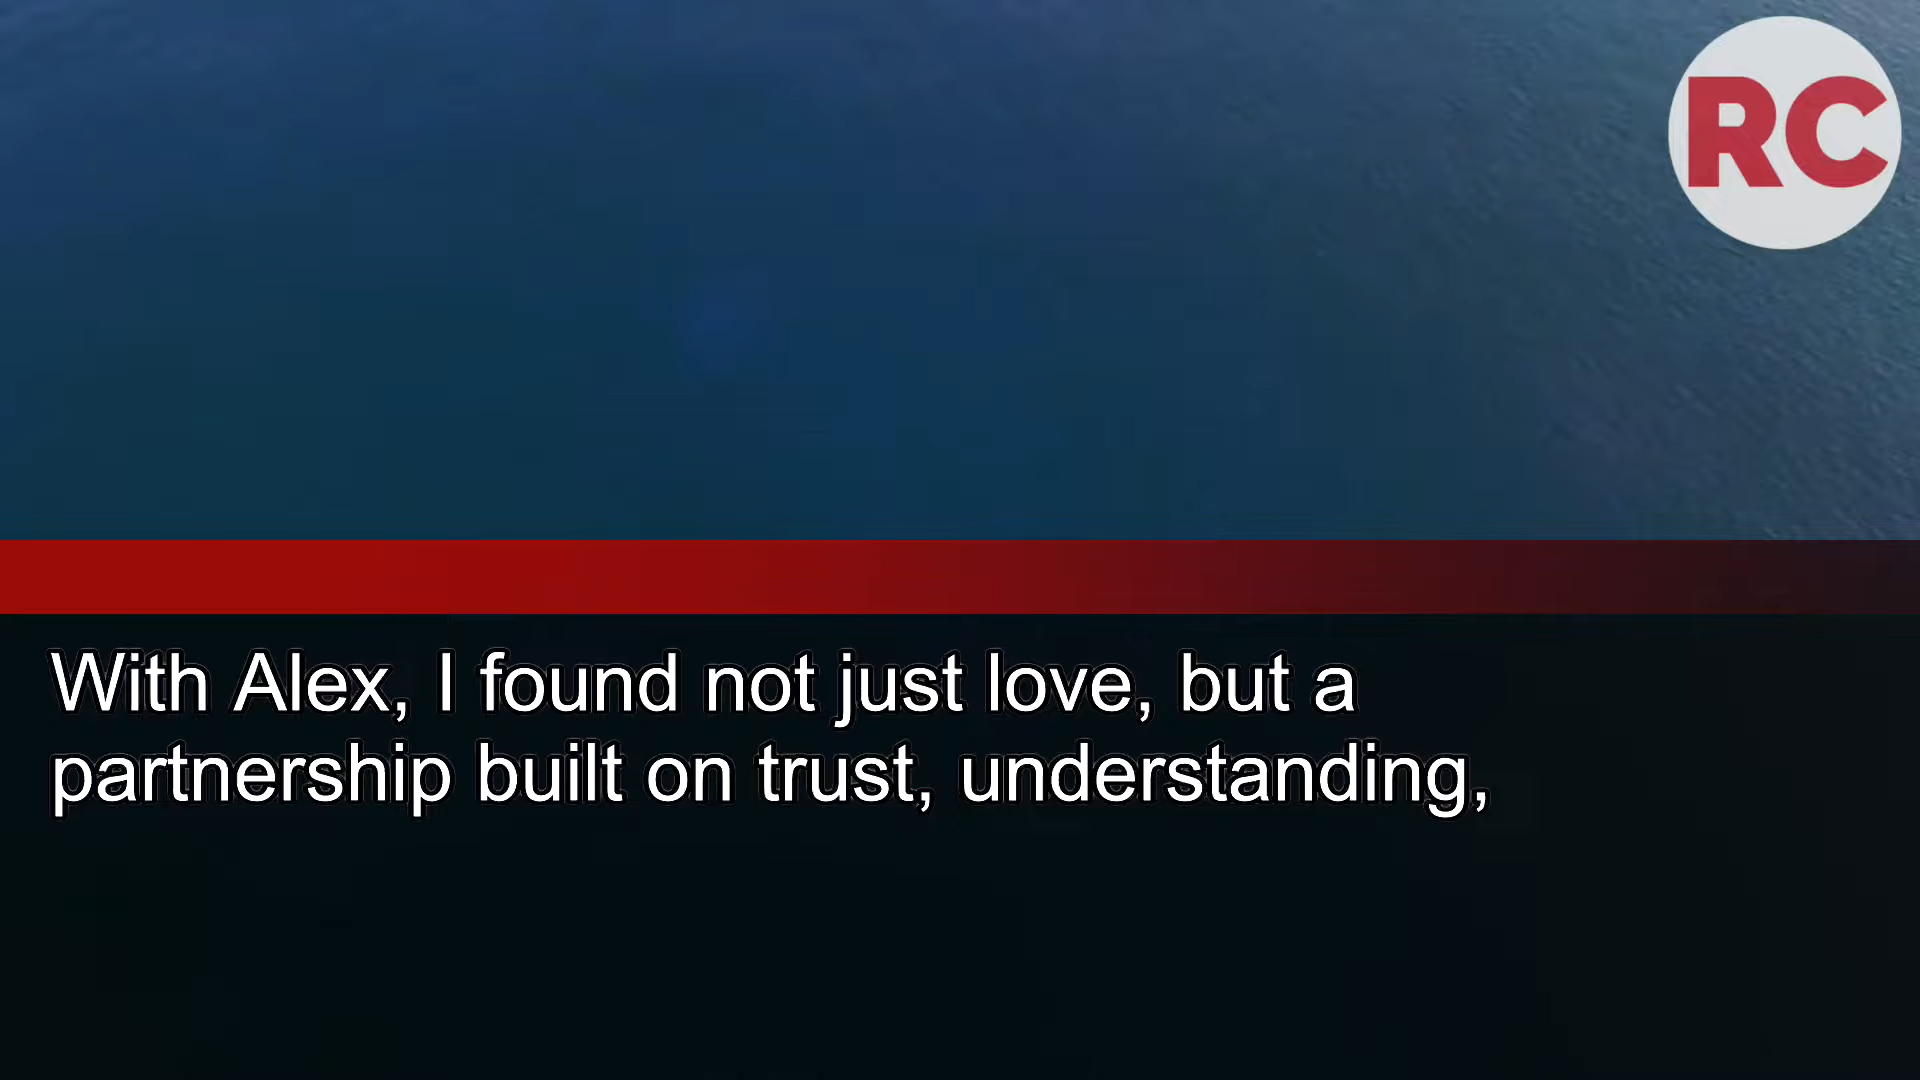 RC
With Alex, I found not just love, but a
partnership built on trust, understanding,